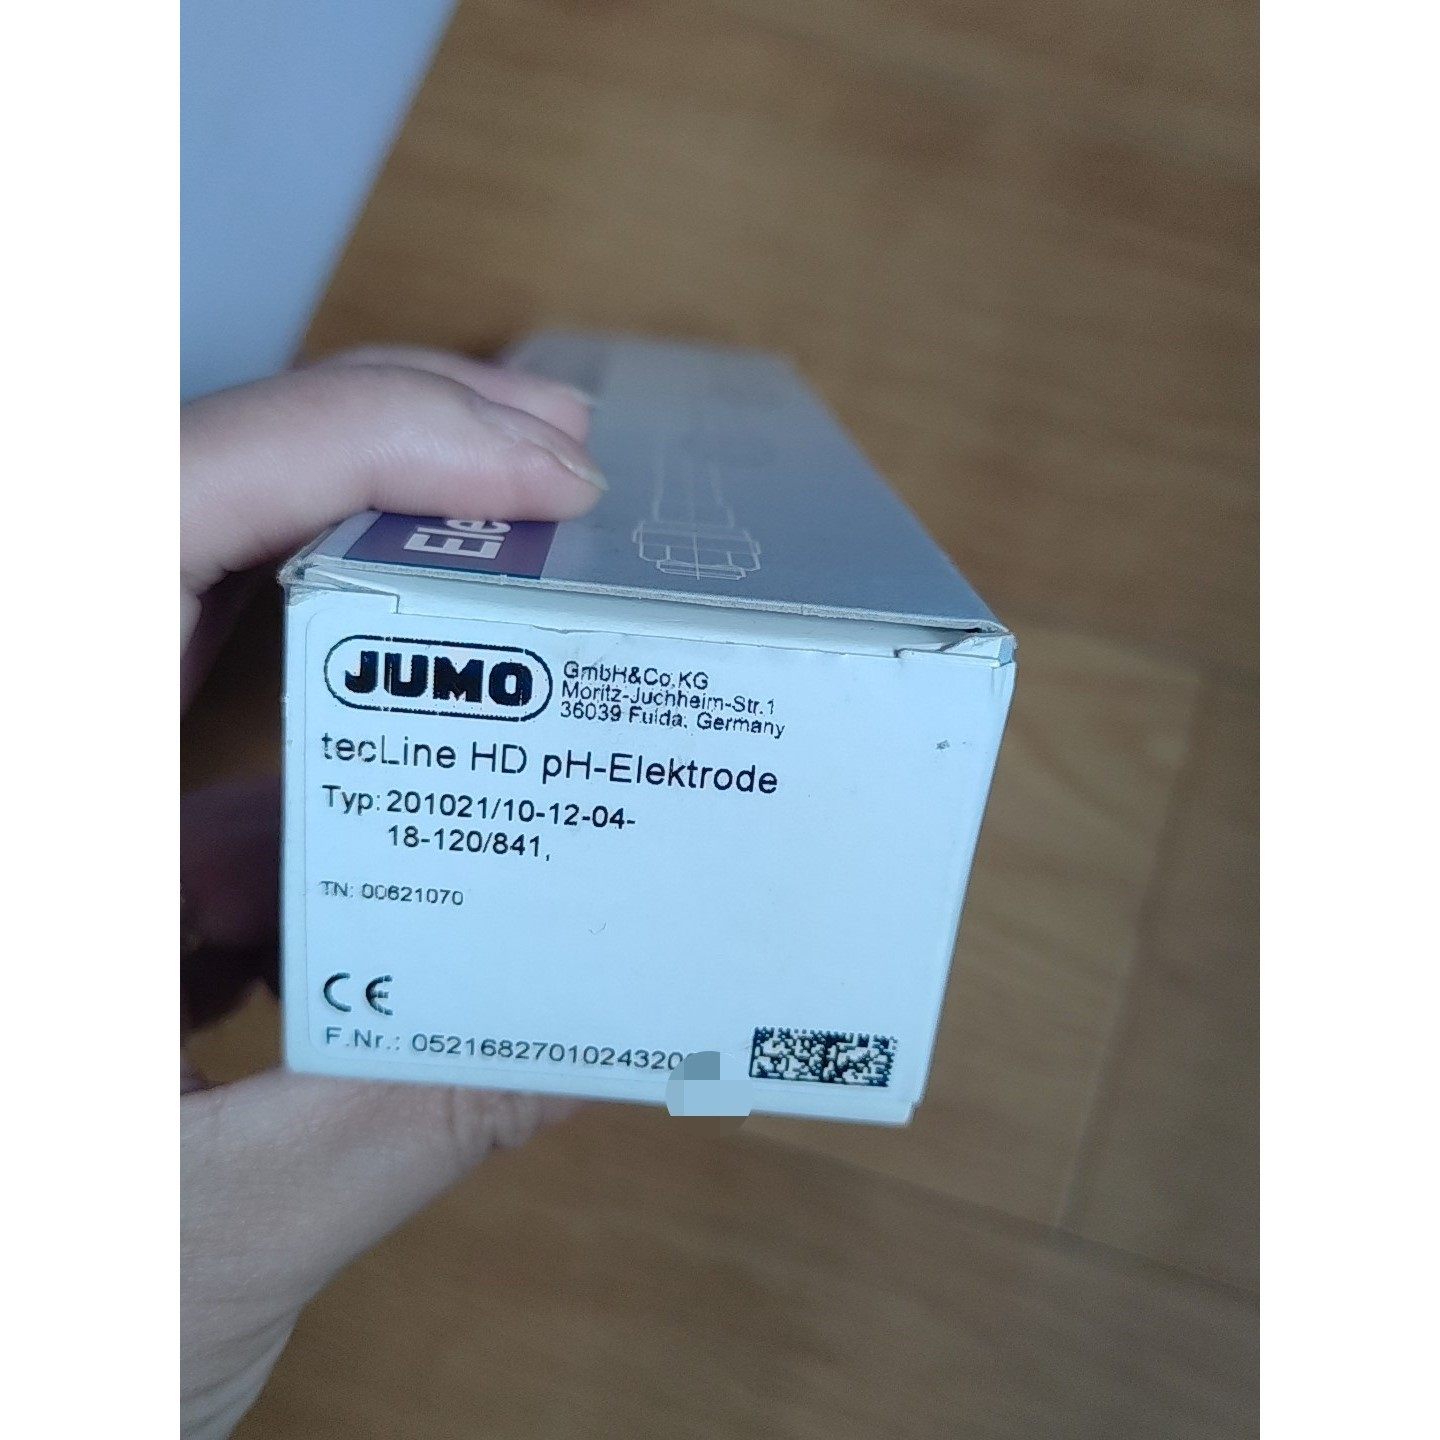 Ele
JUMO
GmbH&Co.KG
Moritz-Juchheim-Str.1
36039 Fulda, Germany
tecLine HD pH-Elektrode
Typ: 201021/10-12-04-
18-120/841,
TN: 00621070
CE
F.Nr.: 0521682701024320